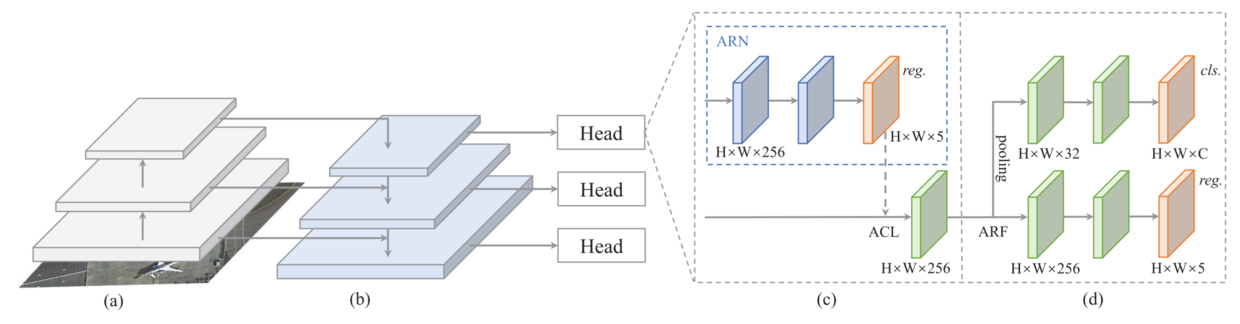 ARN
reg.
cls.
Head
H×W×5
H×W×256
pooling
H×W×32
H×W×C
Head
reg.
Head
ACL
ARF
H×W×256
H×W×256
H×W×5
(a)
(b)
(c)
(d)